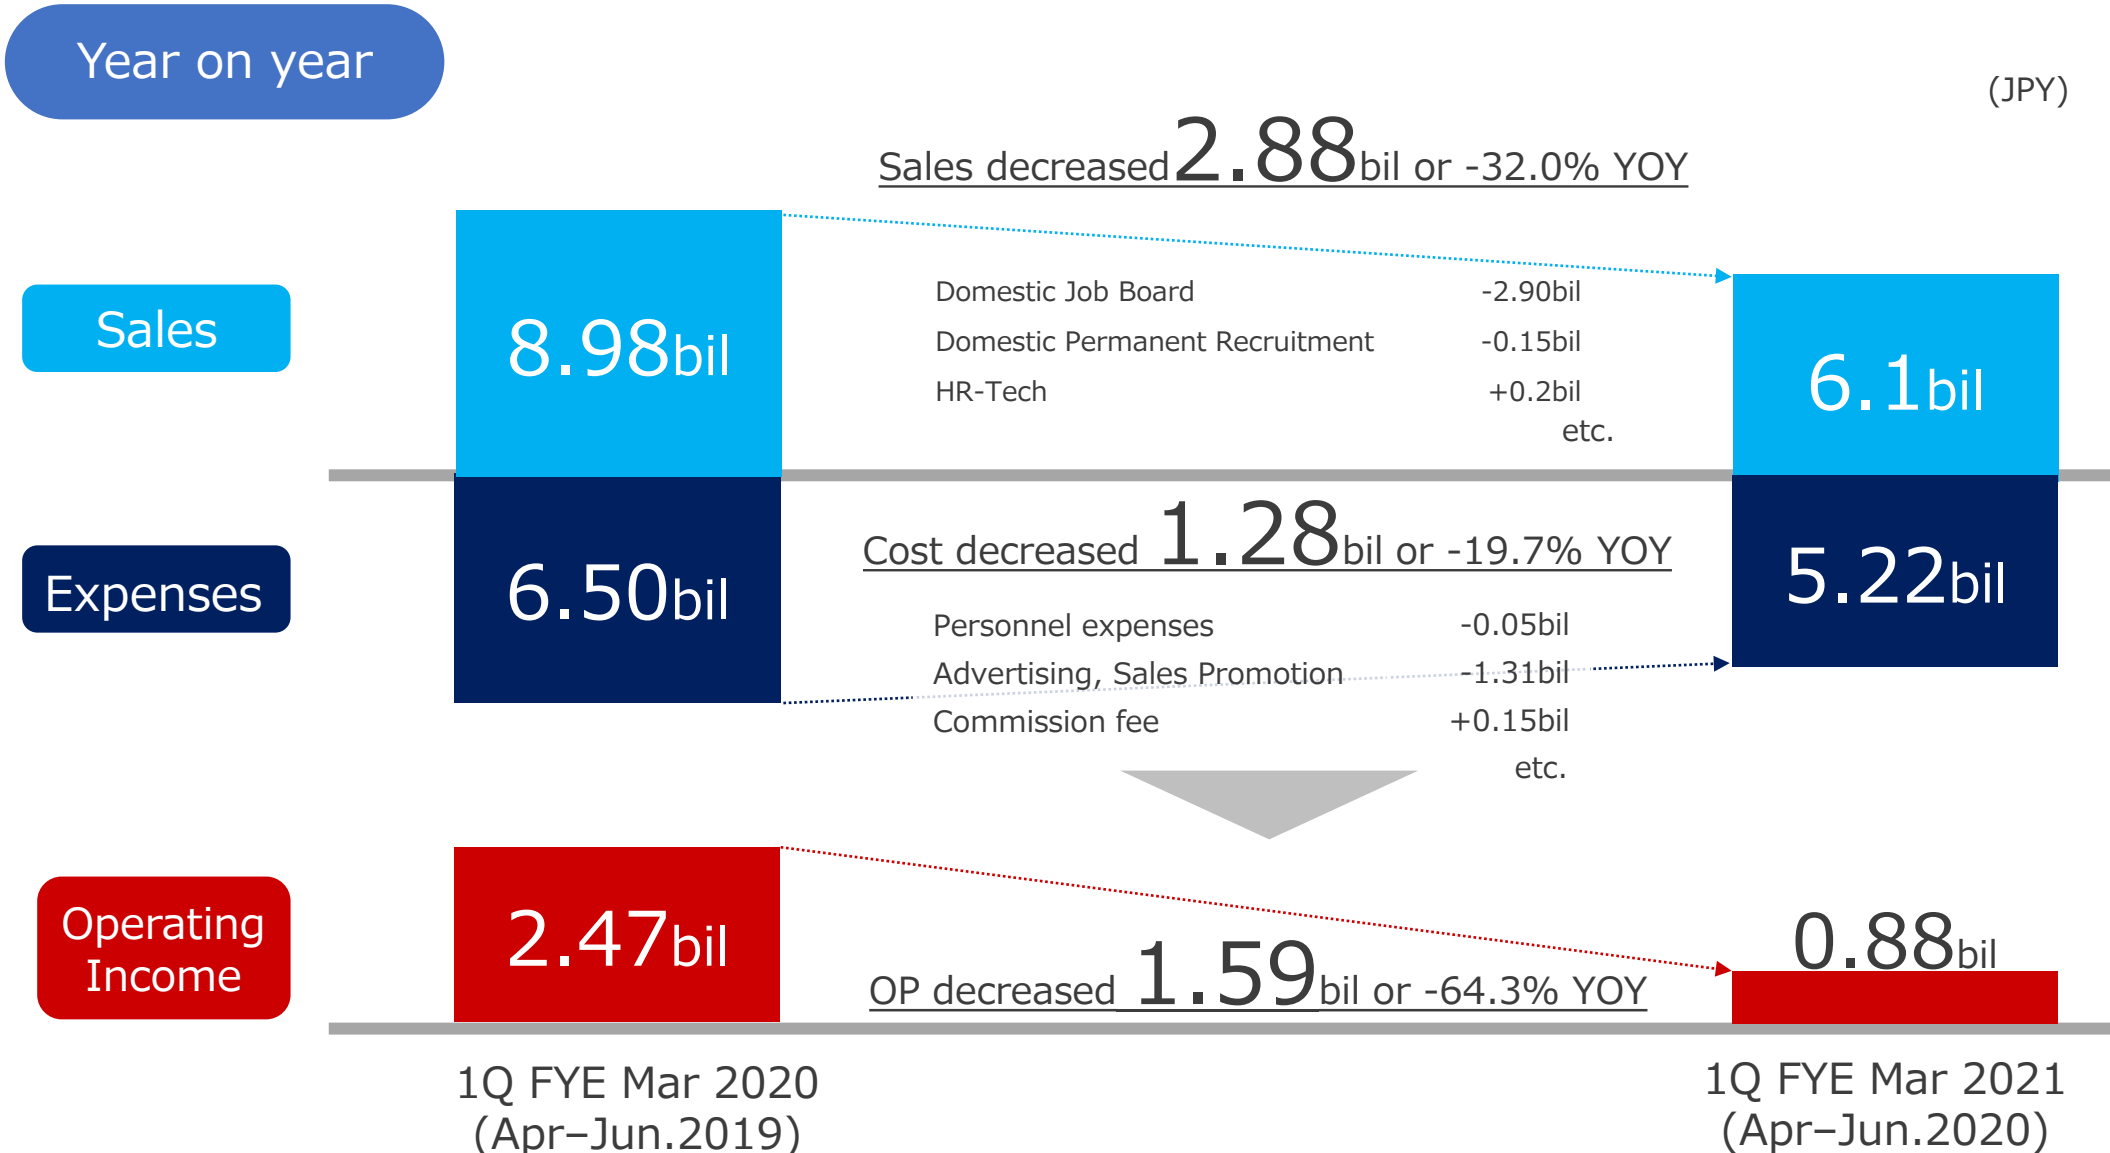 Year on year
(JPY)
Sales decreased 2.88bil or -32.0% YOY
Sales
8.98bil
Domestic Job Board -2.90bil
Domestic Permanent Recruitment -0.15bil
HR-Tech +0.2bil
etc.
6.1bil
Expenses
6.50bil
Cost decreased 1.28bil or -19.7% YOY
Personnel expenses -0.05bil
Advertising, Sales Promotion -1.31bil
Commission fee +0.15bil
etc.
5.22bil
Operating
Income
2.47bil
OP decreased 1.59bil or -64.3% YOY
0.88bil
1Q FYE Mar 2020
(Apr–Jun.2019)
1Q FYE Mar 2021
(Apr–Jun.2020)